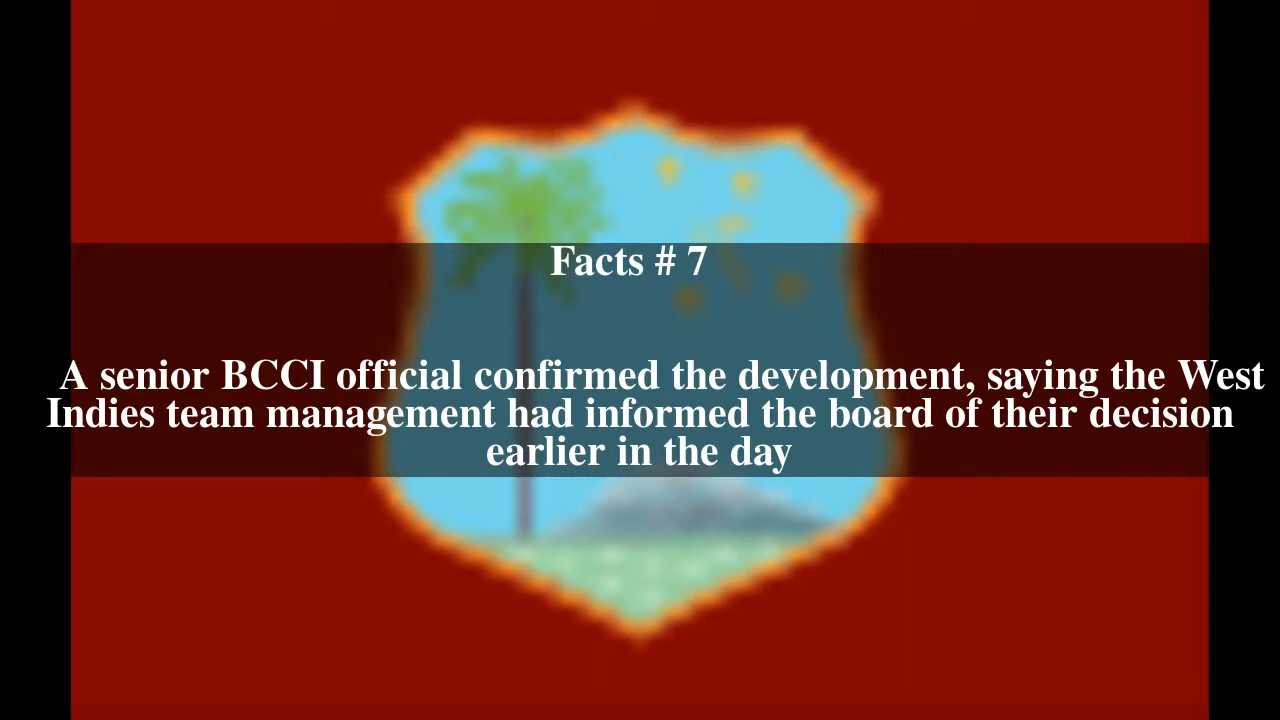 Facts # 7
A senior BCCI official confirmed the development, saying the West
Indies team management had informed the board of their decision
earlier in the day